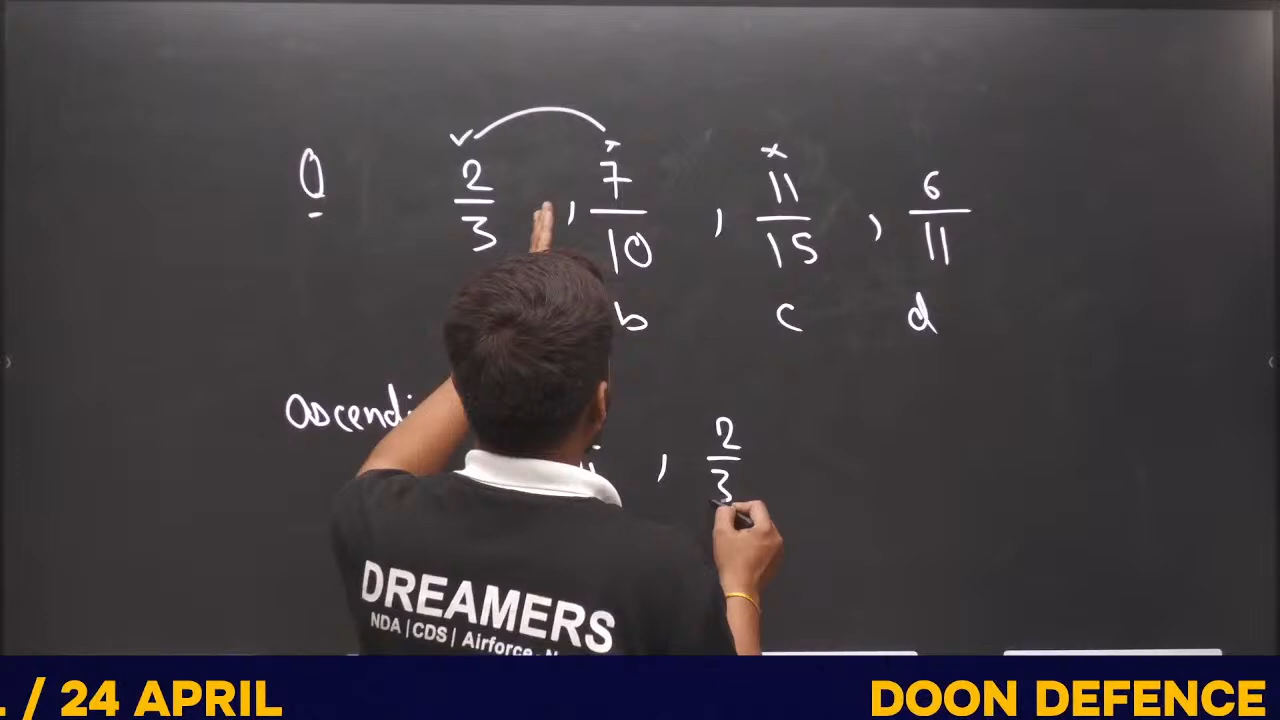 Q 2/3 , 7/10 , 11/15 , 6/11
b c d
ascendi
, 2/3
DREAMERS
NDA | CDS | Airforce
/ 24 APRIL DOON DEFENCE